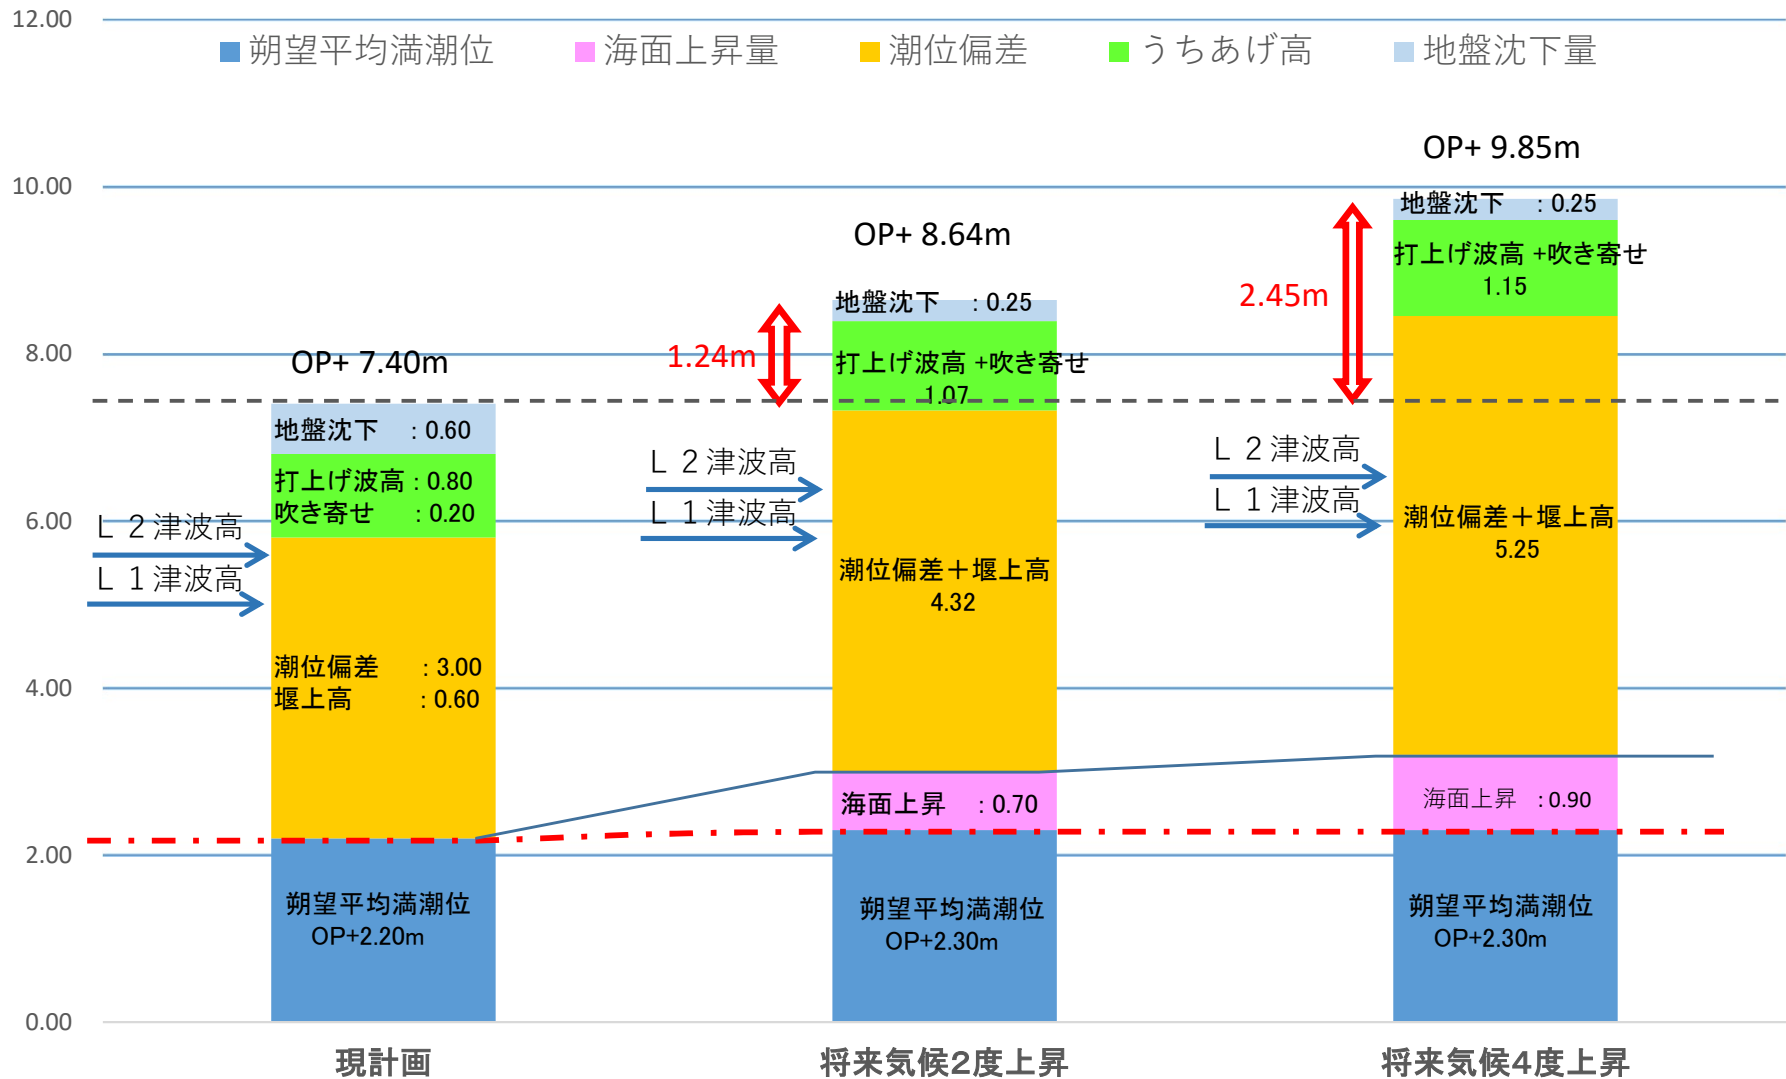 12.00
朔望平均満潮位 海面上昇量 潮位偏差 うちあげ高 地盤沈下量
10.00
8.00
6.00
4.00
2.00
0.00
OP+ 7.40m
地盤沈下 : 0.60
打上げ波高 : 0.80
吹き寄せ : 0.20
L 2津波高
L 1津波高
潮位偏差 : 3.00
堰上高 : 0.60
朔望平均満潮位
OP+2.20m
現計画
OP+ 8.64m
地盤沈下 : 0.25
1.24m
打上げ波高 +吹き寄せ
1.07
L 2津波高
L 1津波高
潮位偏差+堰上高
4.32
海面上昇 : 0.70
朔望平均満潮位
OP+2.30m
将来気候2度上昇
OP+ 9.85m
地盤沈下 : 0.25
打上げ波高 +吹き寄せ
1.15
2.45m
L 2津波高
L 1津波高
潮位偏差+堰上高
5.25
海面上昇 : 0.90
朔望平均満潮位
OP+2.30m
将来気候4度上昇